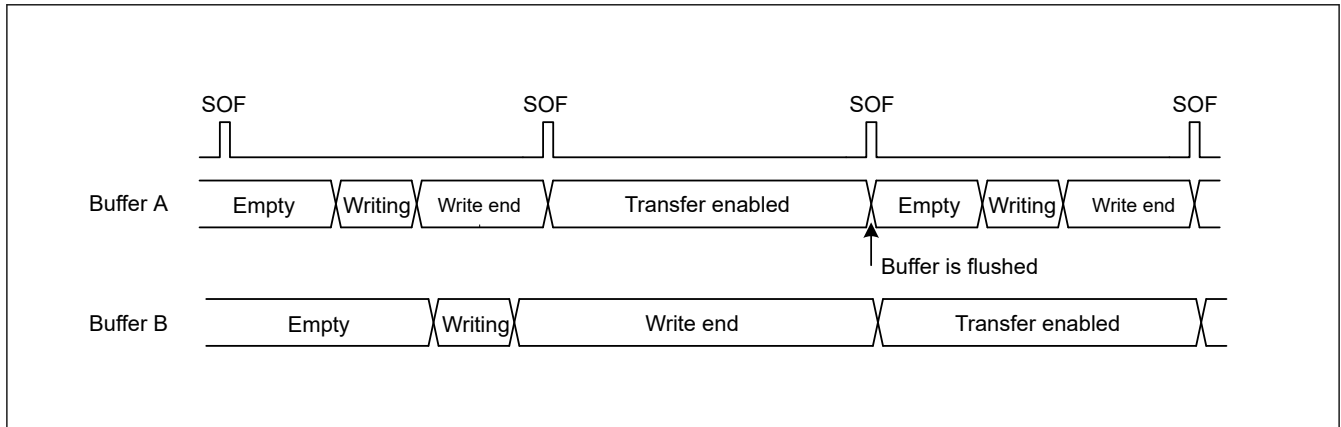 SOF SOF SOF SOF
Buffer A Empty Writing Write end Transfer enabled Empty Writing Write end
Buffer is flushed
Buffer B Empty Writing Write end Transfer enabled